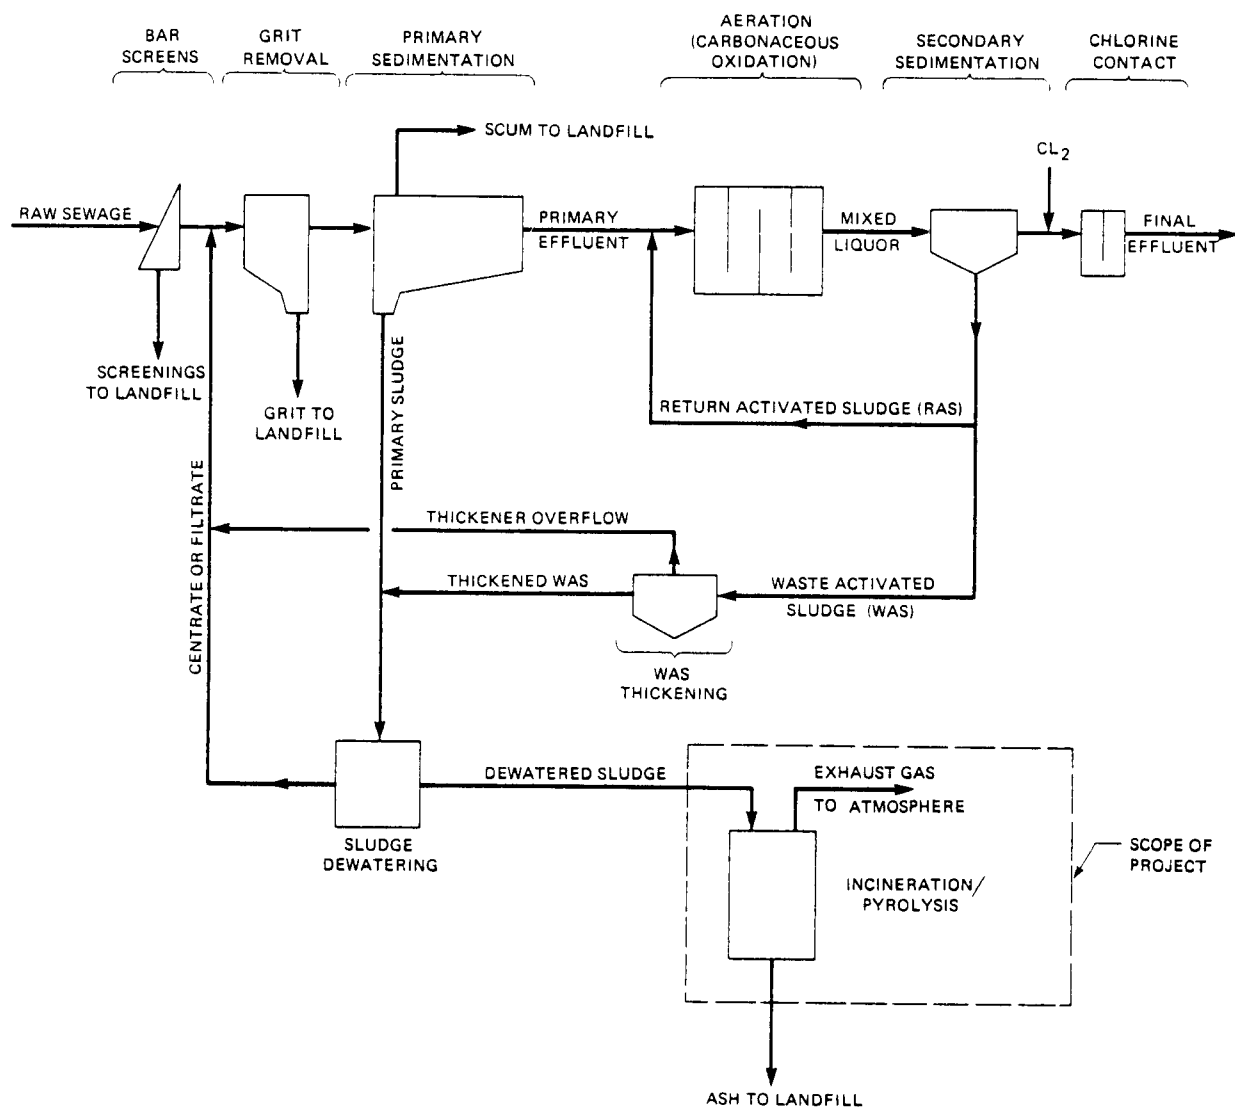 BAR
SCREENS
GRIT
REMOVAL
PRIMARY
SEDIMENTATION
AERATION
(CARBONACEOUS
OXIDATION)
SECONDARY
SEDIMENTATION
CHLORINE
CONTACT
SCUM TO LANDFILL
CL2
RAW SEWAGE
PRIMARY
EFFLUENT
MIXED
LIQUOR
FINAL
EFFLUENT
SCREENINGS
TO LANDFILL
GRIT TO
LANDFILL
PRIMARY SLUDGE
RETURN ACTIVATED SLUDGE (RAS)
CENTRATE OR FILTRATE
THICKENER OVERFLOW
THICKENED WAS
WASTE ACTIVATED
SLUDGE (WAS)
WAS
THICKENING
DEWATERED SLUDGE
EXHAUST GAS
TO ATMOSPHERE
SLUDGE
DEWATERING
SCOPE OF
PROJECT
INCINERATION/
PYROLYSIS
ASH TO LANDFILL